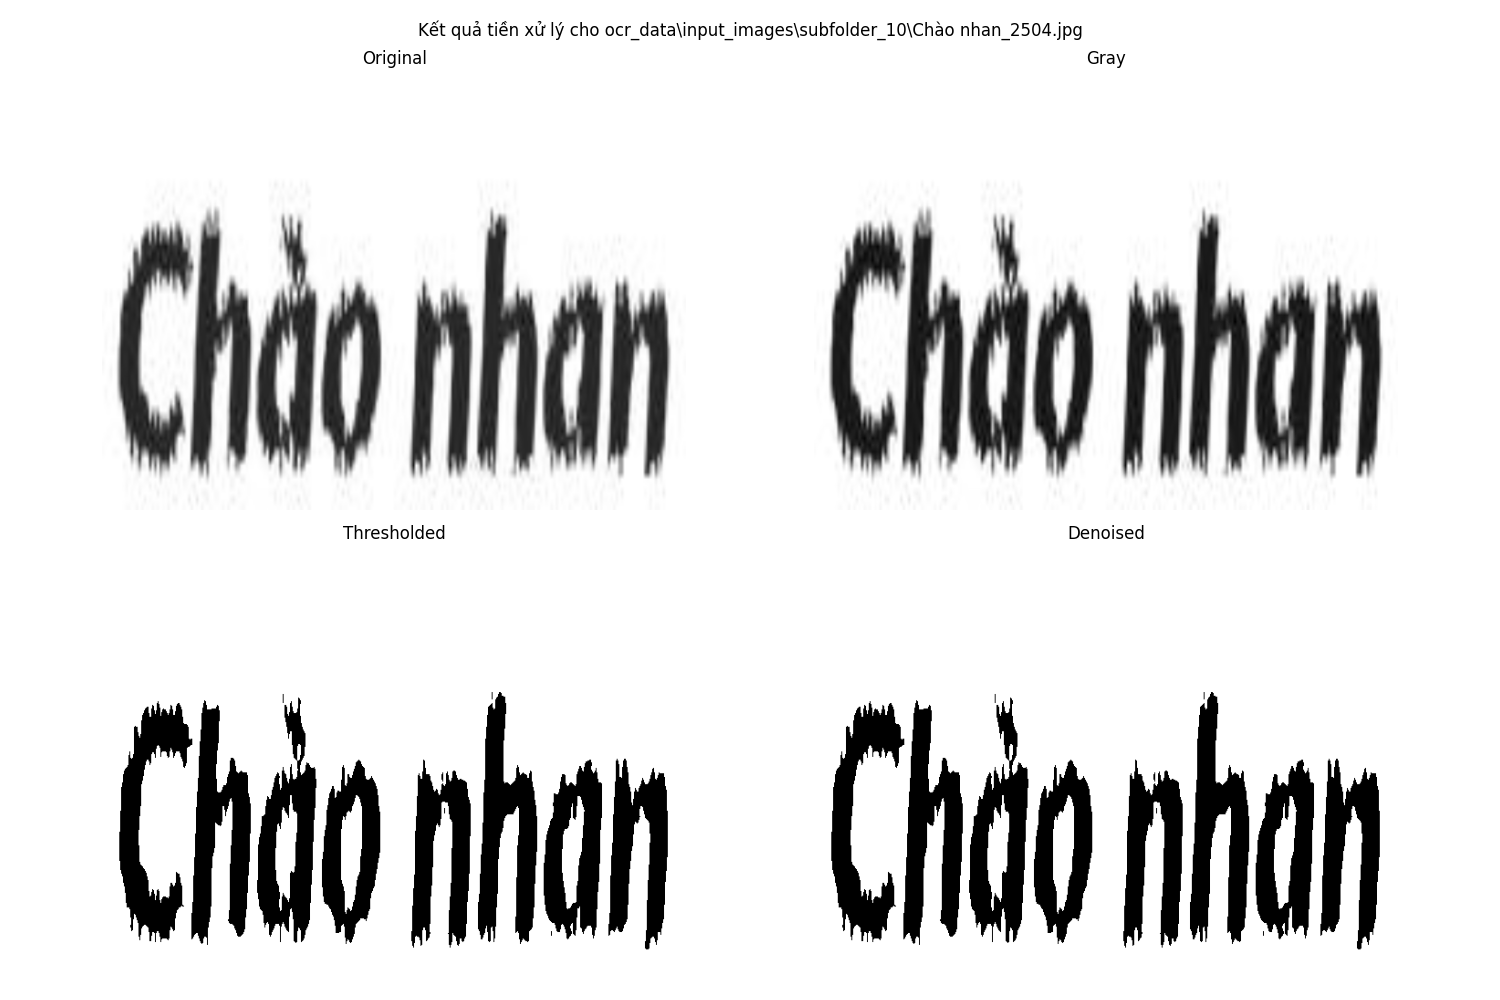 Kết quả tiền xử lý cho ocr_data\input_images\subfolder_10\Chào nhan_2504.jpg
Original
Gray
Chào nhan
Chào nhan
Thresholded
Denoised
Chào nhan
Chào nhan